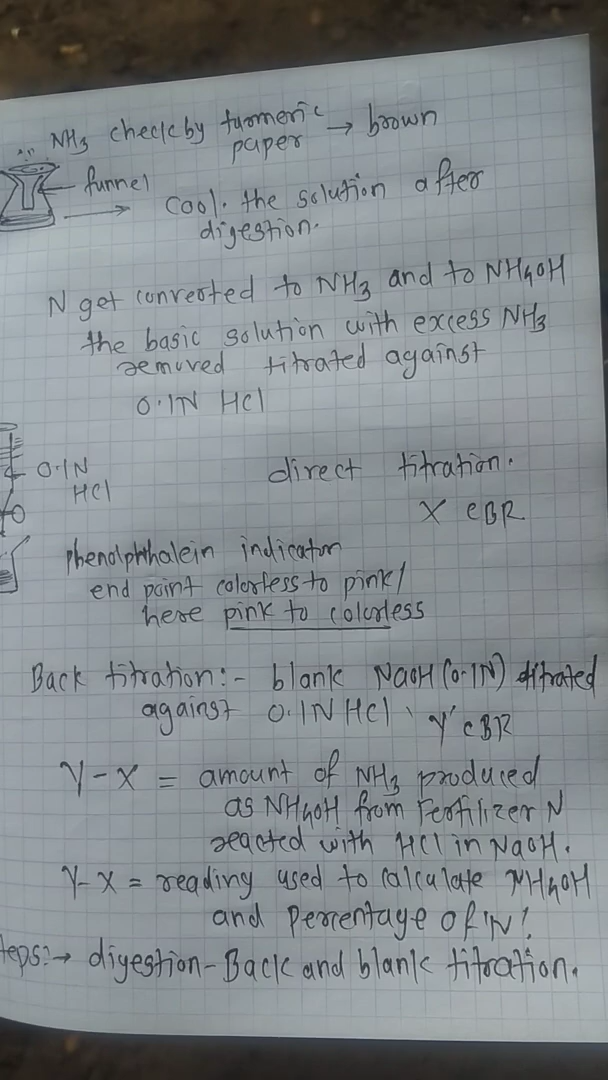 NH3 check by turmeric
paper → brown
funnel
→ cool. the solution after
digestion.
N get converted to NH3 and to NH4OH
the basic solution with excess NH3
removed titrated against
0.1N HCl
0.1N
HCl
direct titration.
X CBR
phenolphthalein indicator
end point colorless to pink/
here pink to colorless
Back titration:- blank NaOH (0.1N) titrated
against 0.1N HCl. 'Y' CBR
Y-X = amount of NH3 produced
as NH4OH from Fertilizer N
reacted with HCl in NaOH.
Y-X = reading used to calculate NH4OH
and percentage of 'N'.
teps:→ digestion-Back and blank titration.